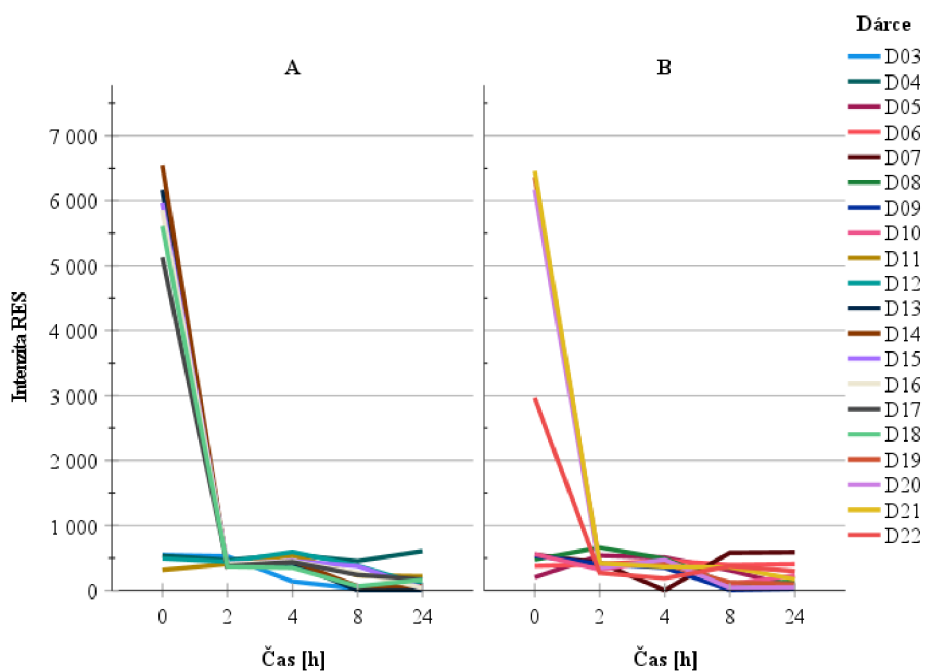 Dárce
A
B
D03
D04
D05
D06
D07
D08
D09
D10
D11
D12
D13
D14
D15
D16
D17
D18
D19
D20
D21
D22
Intenzita RES
7 000
6 000
5 000
4 000
3 000
2 000
1 000
0
0 2 4 8 24
0 2 4 8 24
Čas [h]
Čas [h]